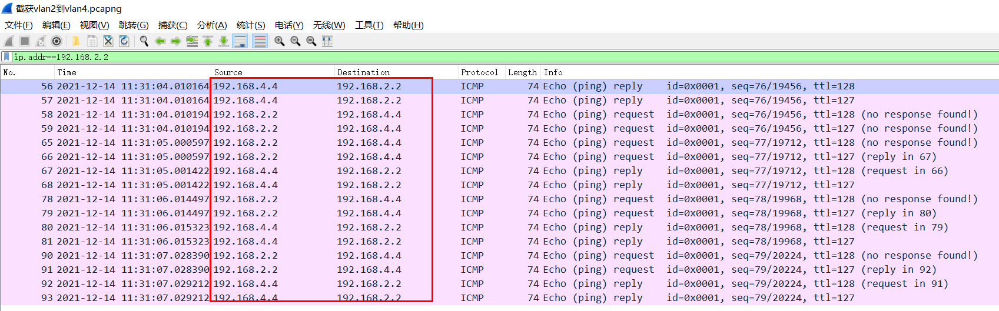 截获vlan2到vlan4.pcapng
文件(F) 编辑(E) 视图(V) 跳转(G) 捕获(C) 分析(A) 统计(S) 电话(Y) 无线(W) 工具(T) 帮助(H)
ip.addr==192.168.2.2
No. Time Source Destination Protocol Length Info
56 2021-12-14 11:31:04.010164 192.168.4.4 192.168.2.2 ICMP 74 Echo (ping) reply id=0x0001, seq=76/19456, ttl=128
57 2021-12-14 11:31:04.010164 192.168.4.4 192.168.2.2 ICMP 74 Echo (ping) reply id=0x0001, seq=76/19456, ttl=127
58 2021-12-14 11:31:04.010194 192.168.2.2 192.168.4.4 ICMP 74 Echo (ping) request id=0x0001, seq=76/19456, ttl=128 (no response found!)
59 2021-12-14 11:31:04.010194 192.168.2.2 192.168.4.4 ICMP 74 Echo (ping) request id=0x0001, seq=76/19456, ttl=127 (no response found!)
65 2021-12-14 11:31:05.000597 192.168.2.2 192.168.4.4 ICMP 74 Echo (ping) request id=0x0001, seq=77/19712, ttl=128 (no response found!)
66 2021-12-14 11:31:05.000597 192.168.2.2 192.168.4.4 ICMP 74 Echo (ping) request id=0x0001, seq=77/19712, ttl=127 (reply in 67)
67 2021-12-14 11:31:05.001422 192.168.4.4 192.168.2.2 ICMP 74 Echo (ping) reply id=0x0001, seq=77/19712, ttl=128 (request in 66)
68 2021-12-14 11:31:05.001422 192.168.4.4 192.168.2.2 ICMP 74 Echo (ping) reply id=0x0001, seq=77/19712, ttl=127
78 2021-12-14 11:31:06.014497 192.168.2.2 192.168.4.4 ICMP 74 Echo (ping) request id=0x0001, seq=78/19968, ttl=128 (no response found!)
79 2021-12-14 11:31:06.014497 192.168.2.2 192.168.4.4 ICMP 74 Echo (ping) request id=0x0001, seq=78/19968, ttl=127 (reply in 80)
80 2021-12-14 11:31:06.015323 192.168.4.4 192.168.2.2 ICMP 74 Echo (ping) reply id=0x0001, seq=78/19968, ttl=128 (request in 79)
81 2021-12-14 11:31:06.015323 192.168.4.4 192.168.2.2 ICMP 74 Echo (ping) reply id=0x0001, seq=78/19968, ttl=127
90 2021-12-14 11:31:07.028390 192.168.2.2 192.168.4.4 ICMP 74 Echo (ping) request id=0x0001, seq=79/20224, ttl=128 (no response found!)
91 2021-12-14 11:31:07.028390 192.168.2.2 192.168.4.4 ICMP 74 Echo (ping) request id=0x0001, seq=79/20224, ttl=127 (reply in 92)
92 2021-12-14 11:31:07.029212 192.168.4.4 192.168.2.2 ICMP 74 Echo (ping) reply id=0x0001, seq=79/20224, ttl=128 (request in 91)
93 2021-12-14 11:31:07.029212 192.168.4.4 192.168.2.2 ICMP 74 Echo (ping) reply id=0x0001, seq=79/20224, ttl=127